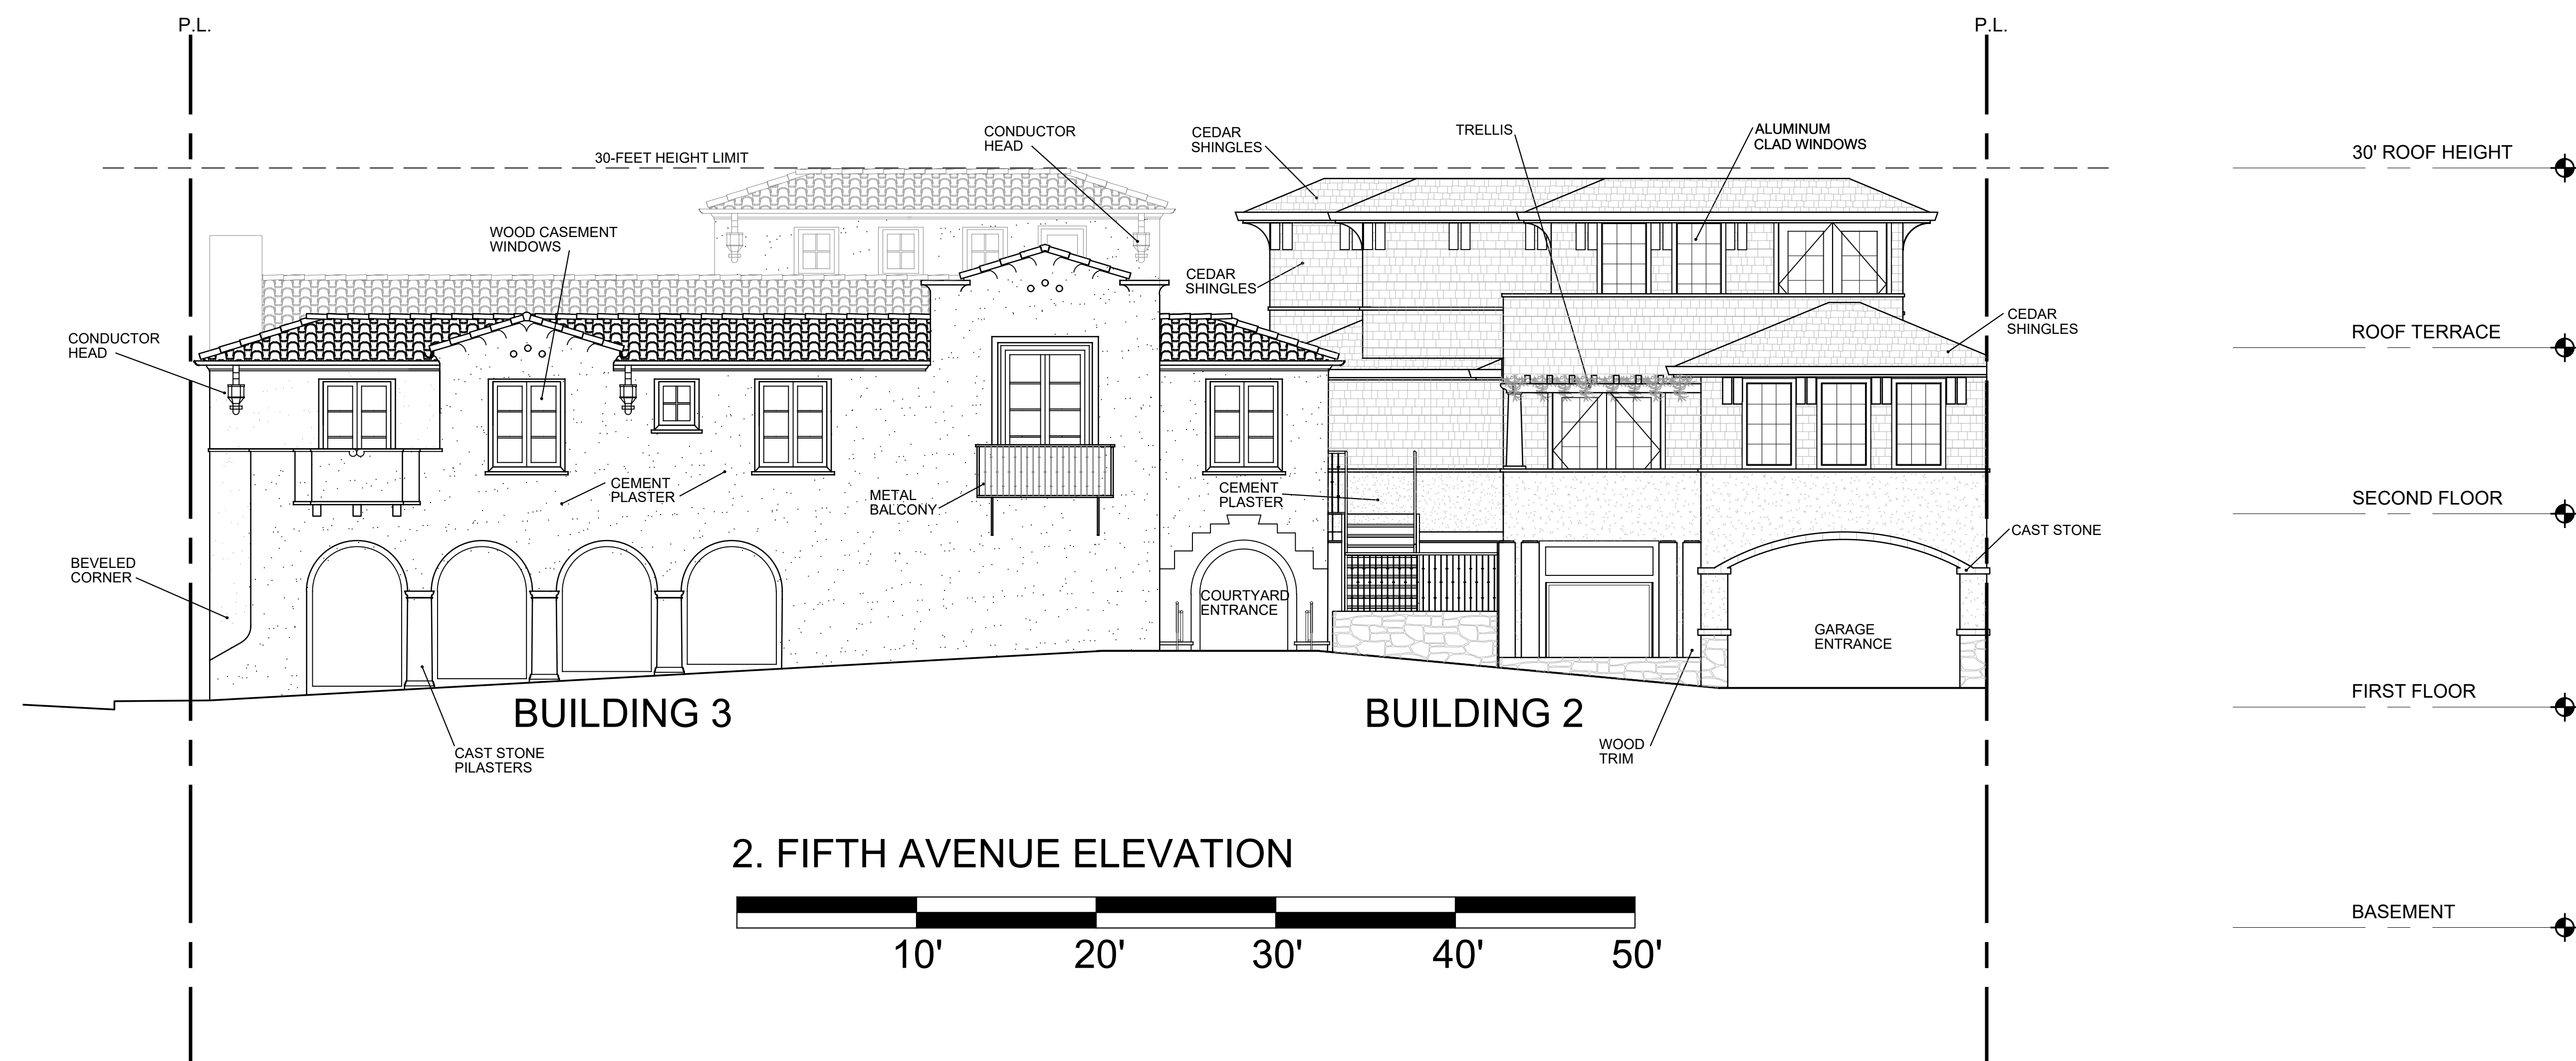 P.L.
P.L.
CONDUCTOR
HEAD
CEDAR
SHINGLES
TRELLIS
ALUMINUM
CLAD WINDOWS
30-FEET HEIGHT LIMIT
30' ROOF HEIGHT
WOOD CASEMENT
WINDOWS
CEDAR
SHINGLES
CEDAR
SHINGLES
CONDUCTOR
HEAD
ROOF TERRACE
CEMENT
PLASTER
METAL
BALCONY
CEMENT
PLASTER
SECOND FLOOR
CAST STONE
BEVELED
CORNER
COURTYARD
ENTRANCE
GARAGE
ENTRANCE
FIRST FLOOR
BUILDING 3
BUILDING 2
CAST STONE
PILASTERS
WOOD
TRIM
2. FIFTH AVENUE ELEVATION
BASEMENT
10' 20' 30' 40' 50'